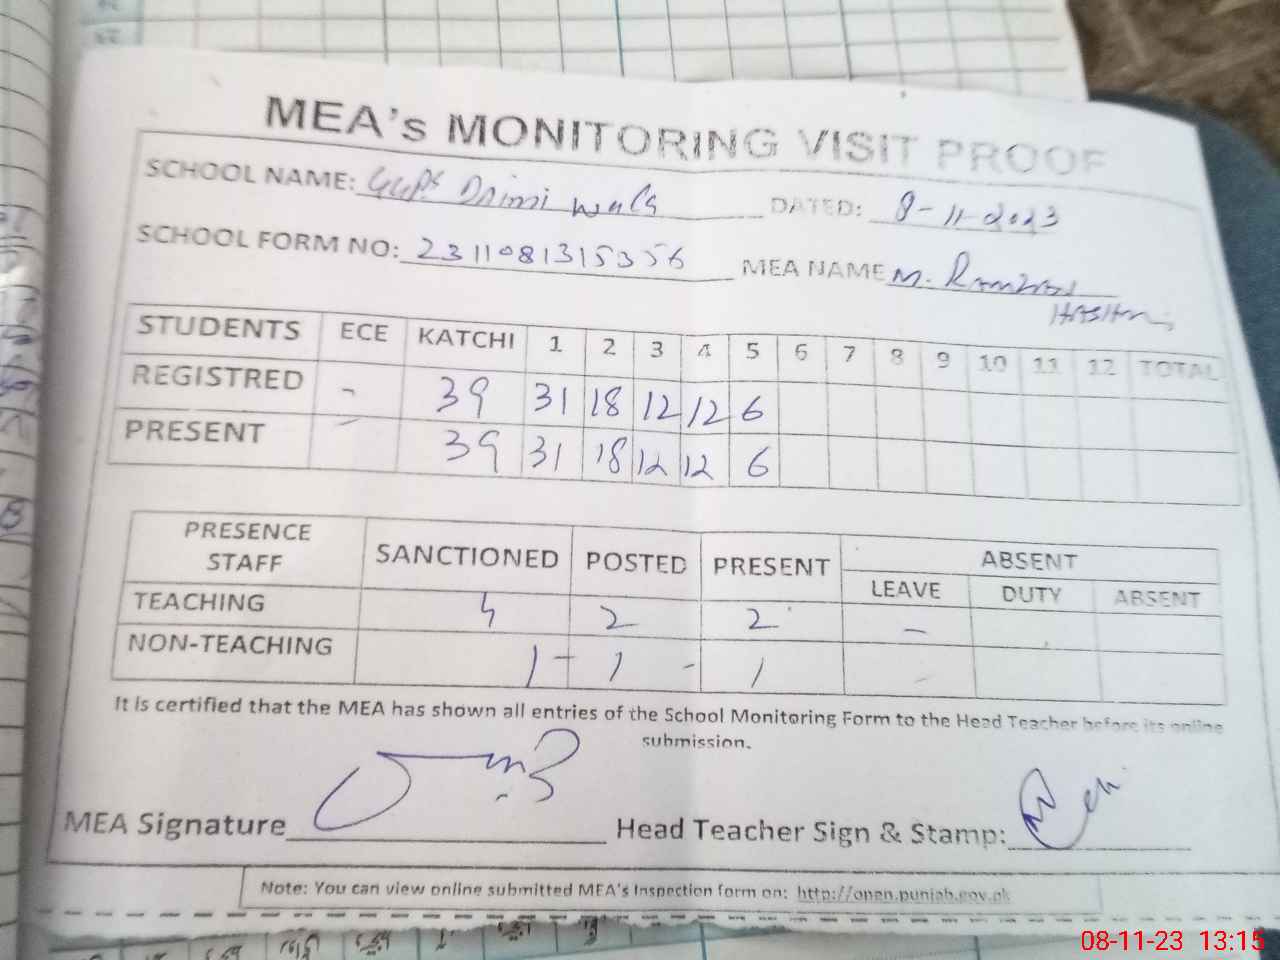 MEA's MONITORING VISIT PROOF
SCHOOL NAME: GGPS Daimi Wala DATED: 8-11-2023
SCHOOL FORM NO: 2311081315356 MEA NAME M. Ramzan
STUDENTS ECE KATCHI 1 2 3 4 5 6 7 8 9 10 11 12 TOTAL
REGISTRED - 39 31 18 12 12 6
PRESENT - 39 31 18 12 12 6
PRESENCE STAFF SANCTIONED POSTED PRESENT ABSENT
LEAVE DUTY ABSENT
TEACHING 4 2 2 -
NON-TEACHING 1 - 1 - 1 -
It is certified that the MEA has shown all entries of the School Monitoring Form to the Head Teacher before its online
submission.
MEA Signature Head Teacher Sign & Stamp:
Note: You can view online submitted MEA's Inspection form on: http://open.punjab.gov.pk
08-11-23 13:15